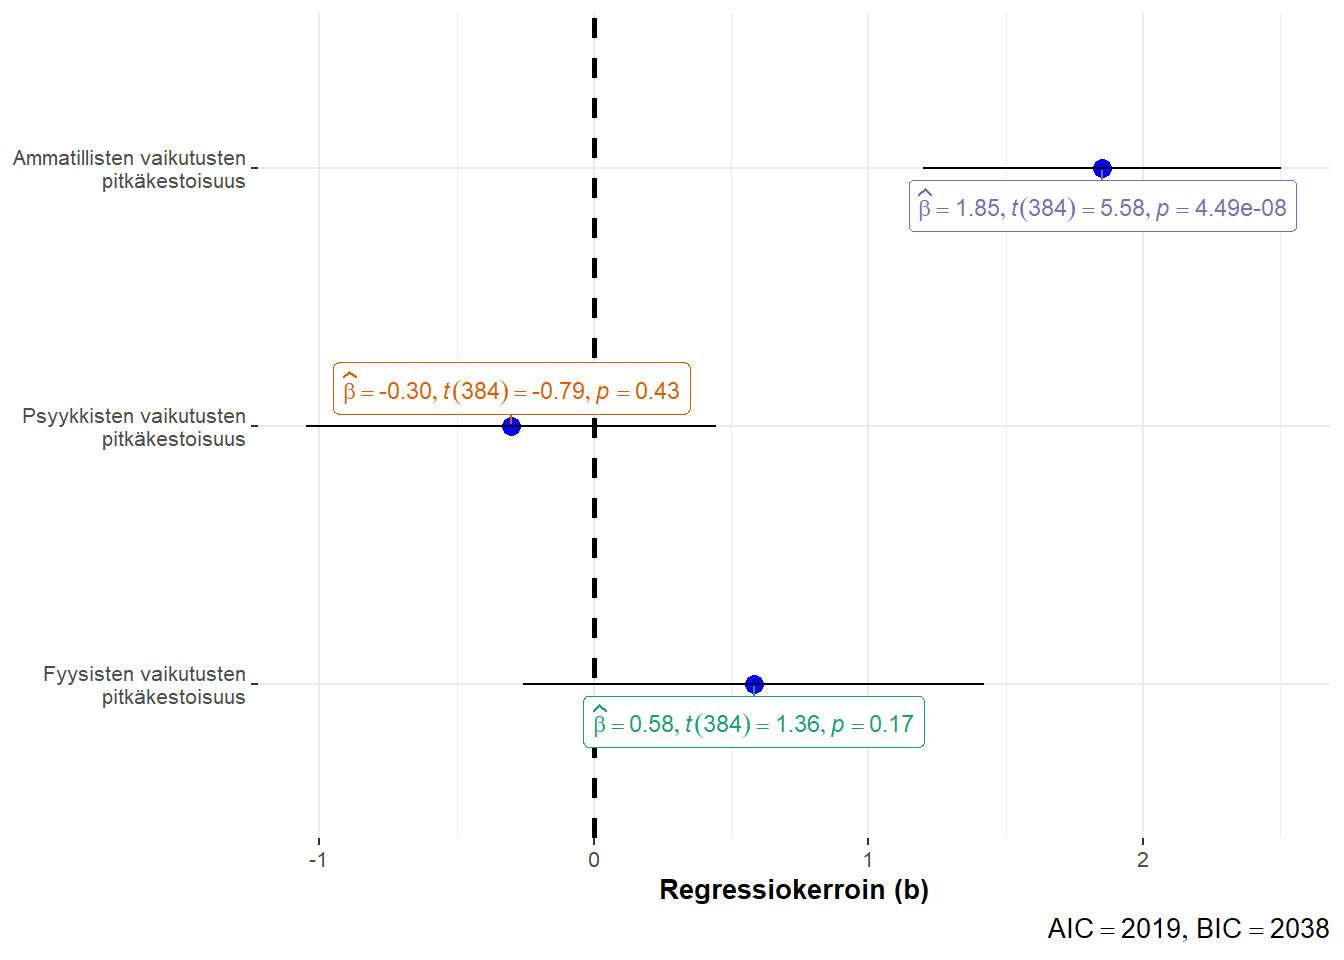 Ammatillisten vaikutusten
pitkäkestoisuus
β̂ = 1.85, t(384) = 5.58, p = 4.49e-08
β̂ = -0.30, t(384) = -0.79, p = 0.43
Psyykkisten vaikutusten
pitkäkestoisuus
Fyysisten vaikutusten
pitkäkestoisuus
β̂ = 0.58, t(384) = 1.36, p = 0.17
-1 0 1 2
Regressiokerroin (b)
AIC = 2019, BIC = 2038